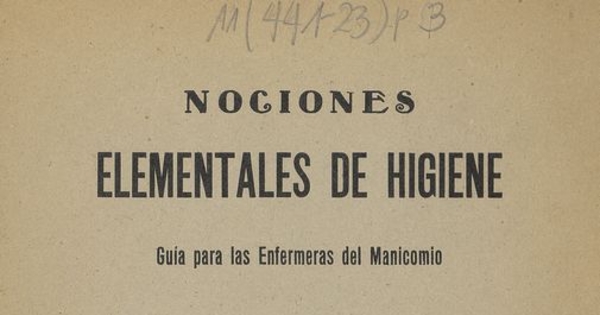 11(441-23) p 3
NOCIONES
ELEMENTALES DE HIGIENE
Guía para las Enfermeras del Manicomio